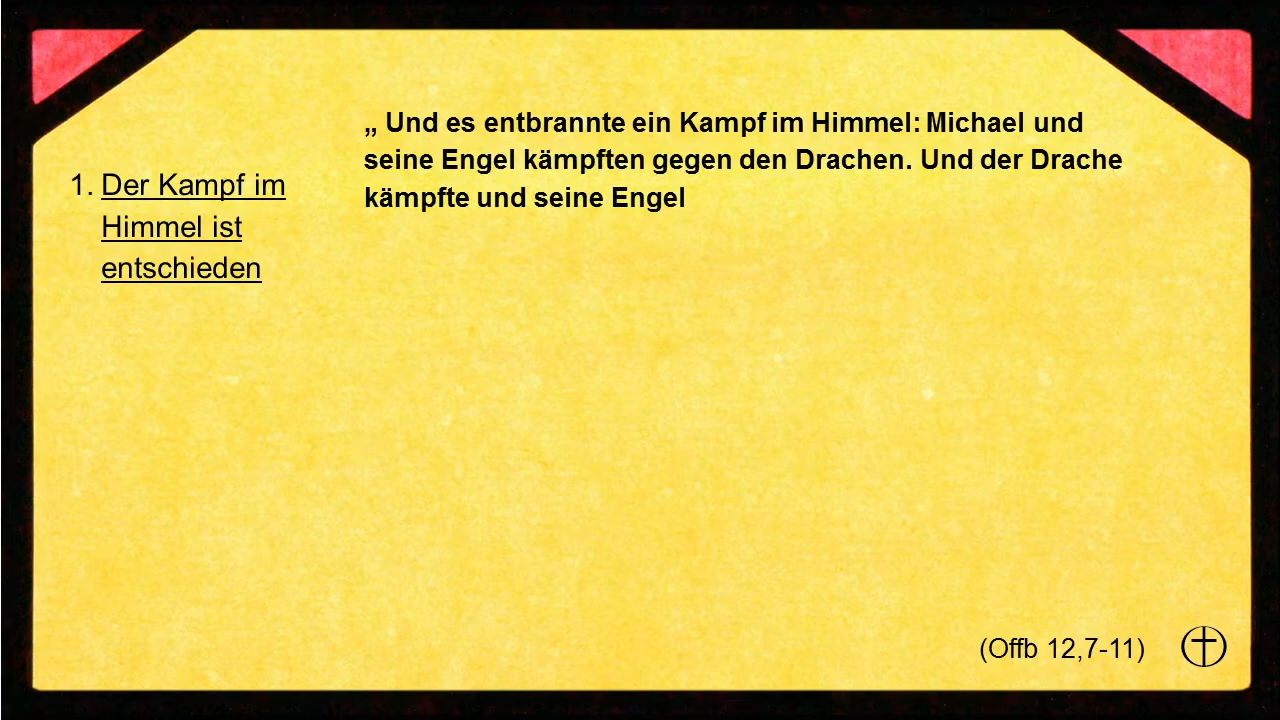 1. Der Kampf im
Himmel ist
entschieden
„ Und es entbrannte ein Kampf im Himmel: Michael und
seine Engel kämpften gegen den Drachen. Und der Drache
kämpfte und seine Engel
(Offb 12,7-11)